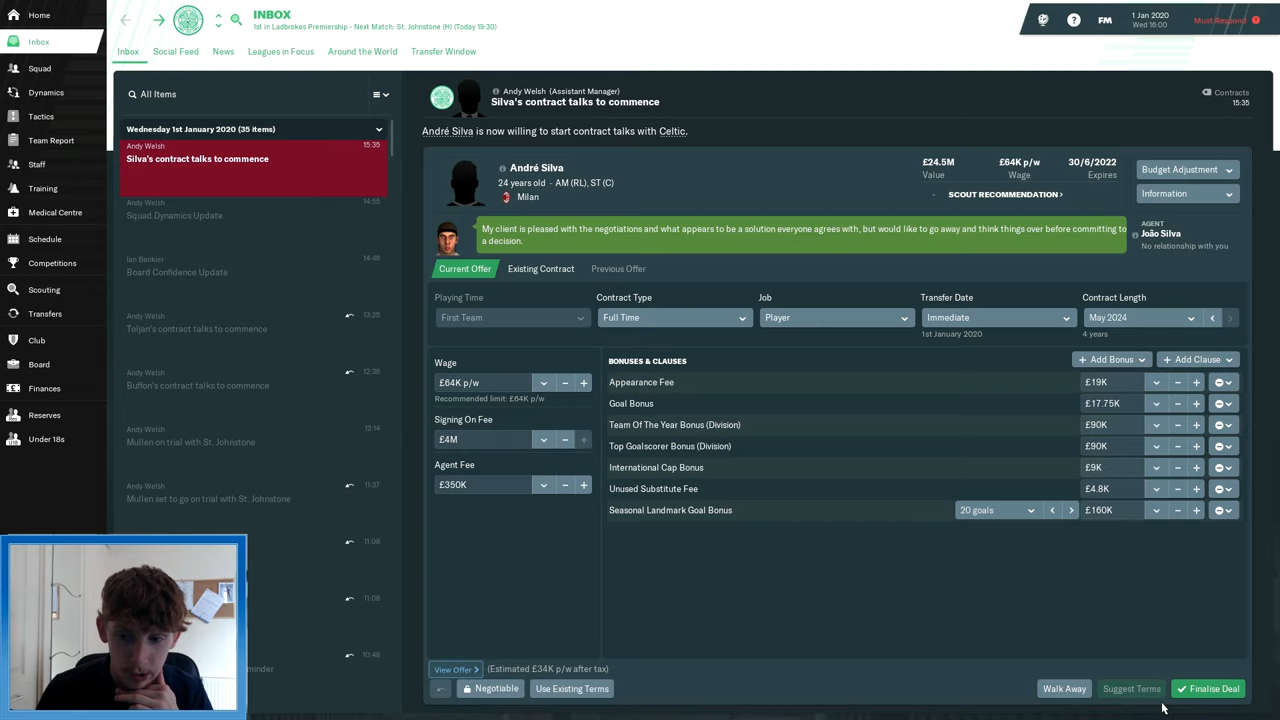 Home
INBOX
1st in Ladbrokes Premiership - Next Match: St. Johnstone (H) (Today 19:30)
FM
1 Jan 2020
Wed 16:00
Must Respond
Inbox
Squad
Dynamics
Tactics
Team Report
Staff
Training
Medical Centre
Schedule
Competitions
Scouting
Transfers
Club
Board
Finances
Reserves
Under 18s
Inbox
Social Feed
News
Leagues in Focus
Around the World
Transfer Window
All Items
Wednesday 1st January 2020 (35 items)
Andy Welsh
15:35
Silva's contract talks to commence
Andy Welsh
14:55
Squad Dynamics Update
Ian Bankier
14:46
Board Confidence Update
Andy Welsh
13:25
Toljan's contract talks to commence
Andy Welsh
12:36
Buffon's contract talks to commence
Andy Welsh
12:14
Mullen on trial with St. Johnstone
Andy Welsh
11:37
Mullen set to go on trial with St. Johnstone
11:08
11:08
10:48
Andy Welsh (Assistant Manager)
Silva's contract talks to commence
Contracts
15:35
André Silva is now willing to start contract talks with Celtic.
André Silva
24 years old - AM (RL), ST (C)
Milan
£24.5M
Value
£64K p/w
Wage
30/6/2022
Expires
- SCOUT RECOMMENDATION >
Budget Adjustment
Information
My client is pleased with the negotiations and what appears to be a solution everyone agrees with, but would like to go away and think things over before committing to
a decision.
AGENT
João Silva
No relationship with you
Current Offer
Existing Contract
Previous Offer
Playing Time
First Team
Contract Type
Full Time
Job
Player
Transfer Date
Immediate
1st January 2020
Contract Length
May 2024
4 years
Wage
£64K p/w
Recommended limit: £64K p/w
Signing On Fee
£4M
Agent Fee
£350K
BONUSES & CLAUSES
Add Bonus
Add Clause
Appearance Fee
£19K
Goal Bonus
£17.75K
Team Of The Year Bonus (Division)
£90K
Top Goalscorer Bonus (Division)
£90K
International Cap Bonus
£9K
Unused Substitute Fee
£4.8K
Seasonal Landmark Goal Bonus
20 goals
£160K
View Offer >
(Estimated £34K p/w after tax)
Negotiable
Use Existing Terms
Walk Away
Suggest Terms
Finalise Deal